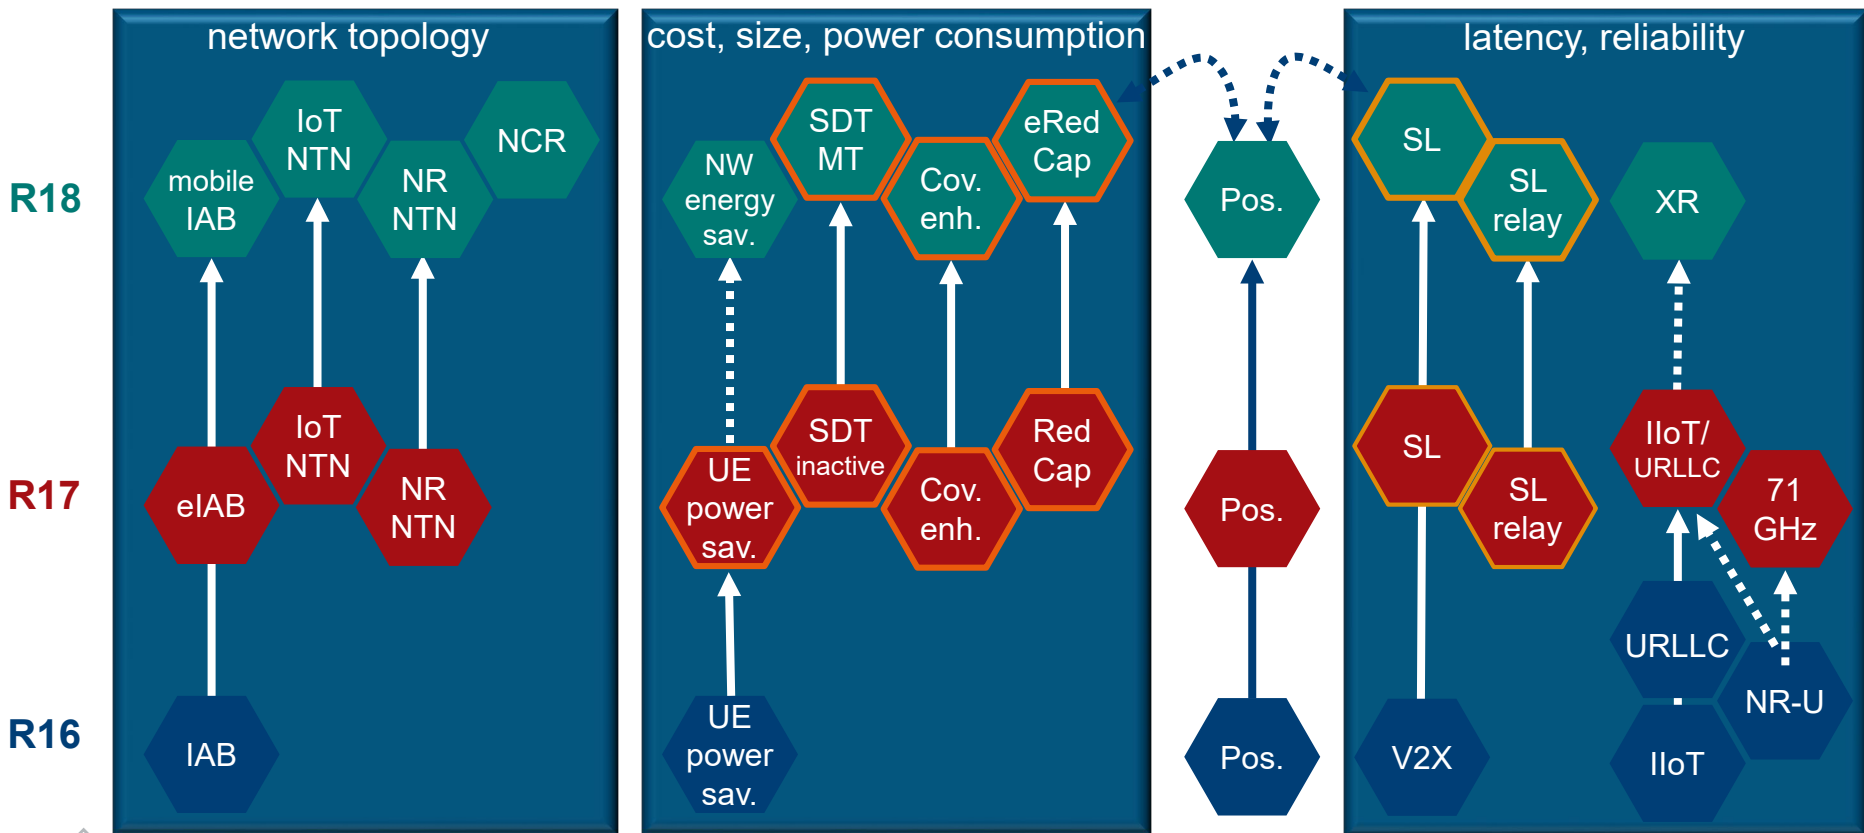 network topology
cost, size, power consumption
latency, reliability
R18
mobile
IAB
IoT
NTN
NR
NTN
NCR
NW
energy
sav.
SDT
MT
Cov.
enh.
eRed
Cap
Pos.
SL
SL
relay
XR
R17
eIAB
IoT
NTN
NR
NTN
UE
power
sav.
SDT
inactive
Cov.
enh.
Red
Cap
Pos.
SL
SL
relay
IIoT/
URLLC
71
GHz
R16
IAB
UE
power
sav.
Pos.
V2X
URLLC
IIoT
NR-U